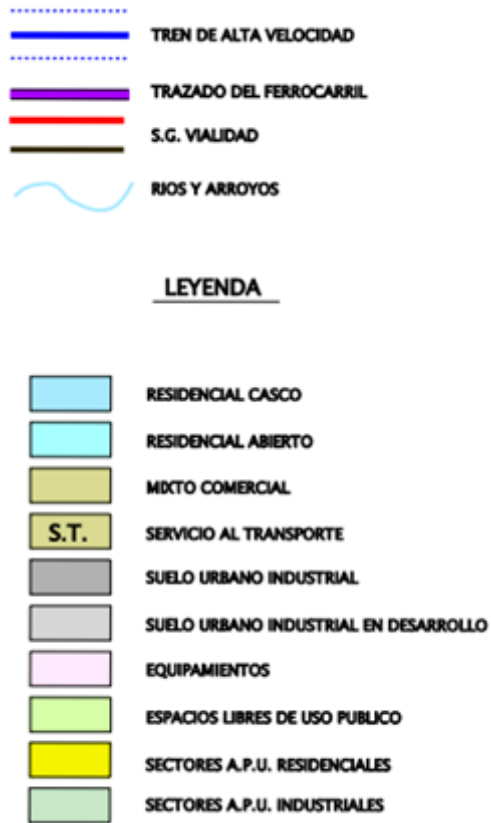 TREN DE ALTA VELOCIDAD
TRAZADO DEL FERROCARRIL
S.G. VIALIDAD
RIOS Y ARROYOS
LEYENDA
RESIDENCIAL CASCO
RESIDENCIAL ABIERTO
MIXTO COMERCIAL
S.T. SERVICIO AL TRANSPORTE
SUELO URBANO INDUSTRIAL
SUELO URBANO INDUSTRIAL EN DESARROLLO
EQUIPAMIENTOS
ESPACIOS LIBRES DE USO PUBLICO
SECTORES A.P.U. RESIDENCIALES
SECTORES A.P.U. INDUSTRIALES